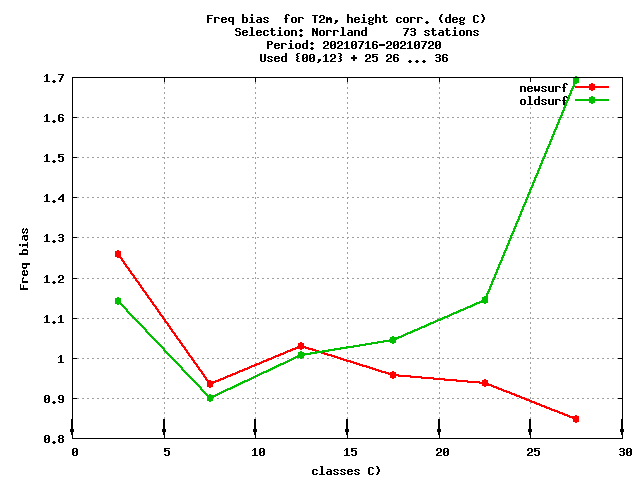 Freq bias  for T2m, height corr. (deg C)
Selection: Norrland     73 stations
Period: 20210716-20210720
Used {00,12} + 25 26 ... 36
newsurf
oldsurf
1.7
1.6
1.5
1.4
1.3
1.2
1.1
1
0.9
0.8
Freq bias
0 5 10 15 20 25 30
classes C)